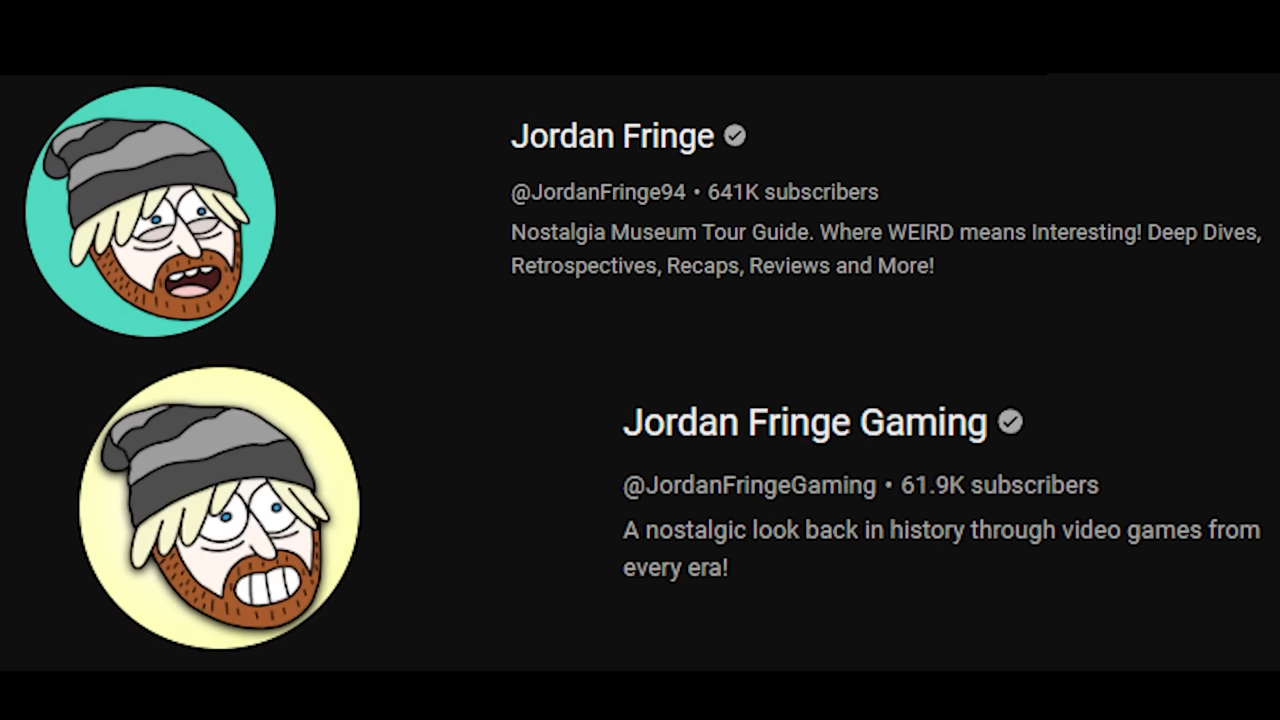 Jordan Fringe
@JordanFringe94 • 641K subscribers
Nostalgia Museum Tour Guide. Where WEIRD means Interesting! Deep Dives,
Retrospectives, Recaps, Reviews and More!
Jordan Fringe Gaming
@JordanFringeGaming • 61.9K subscribers
A nostalgic look back in history through video games from
every era!